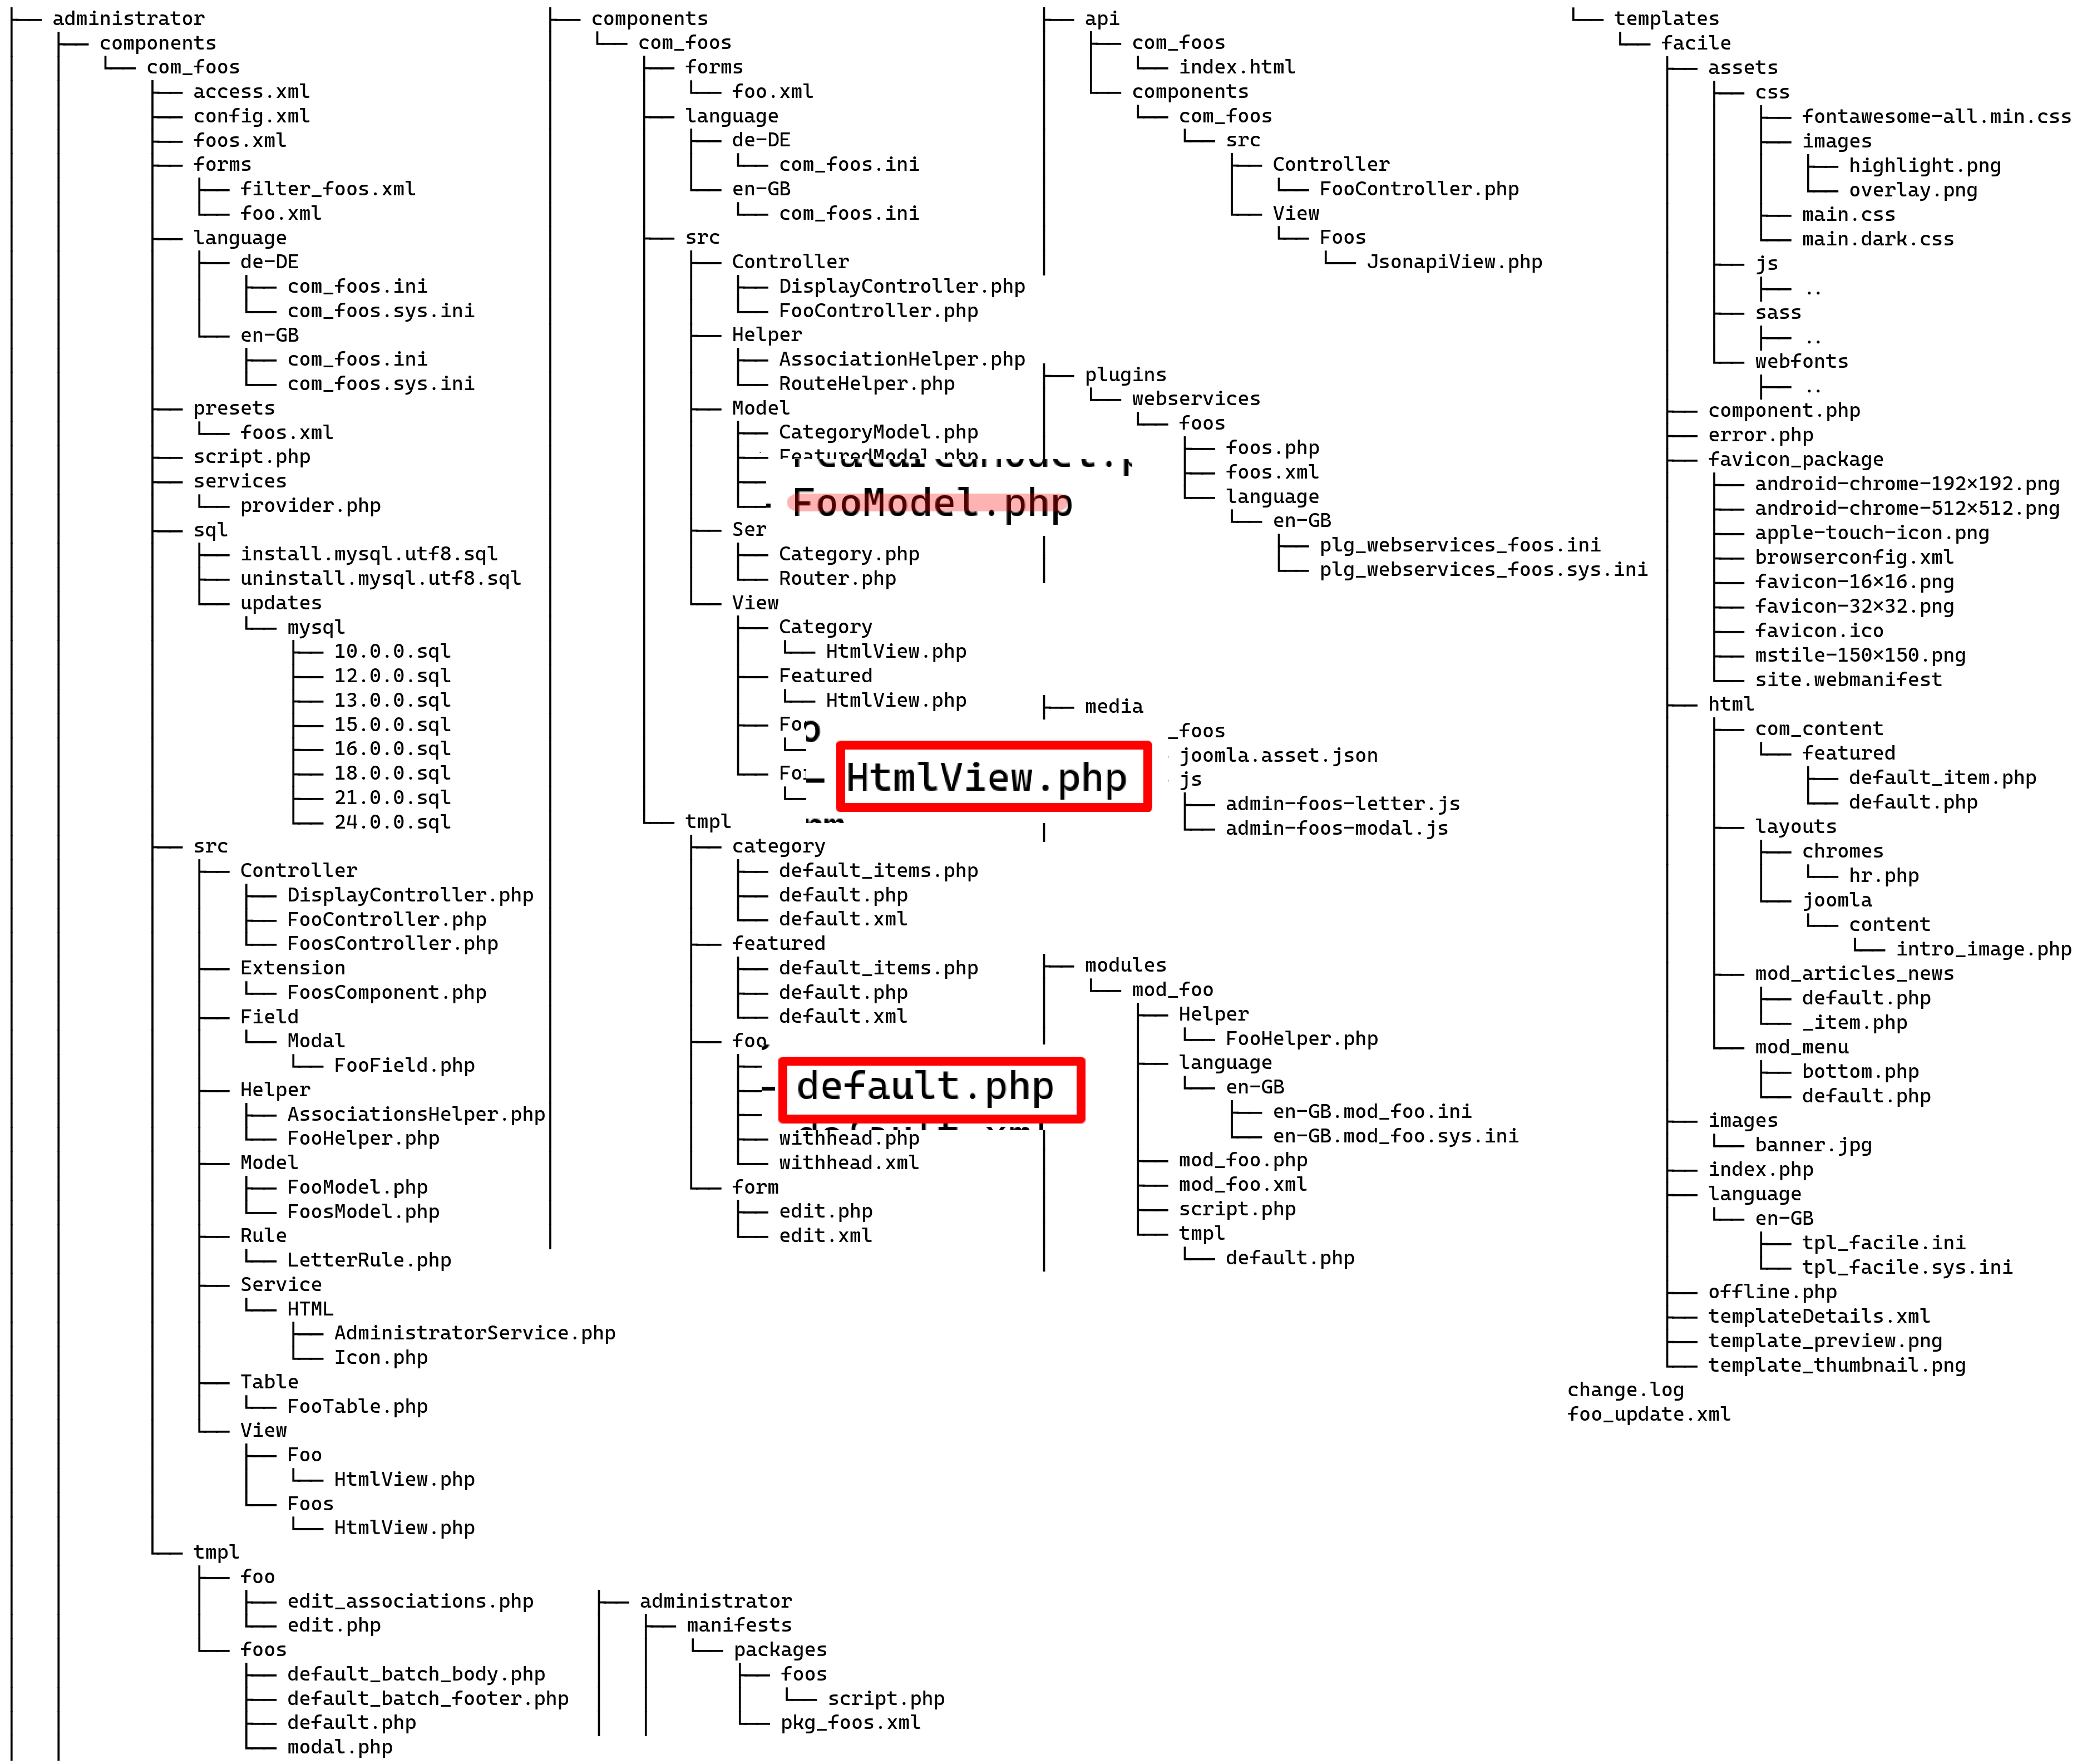 administrator
components
com_foos
access.xml
config.xml
foos.xml
forms
filter_foos.xml
foo.xml
language
de-DE
com_foos.ini
com_foos.sys.ini
en-GB
com_foos.ini
com_foos.sys.ini
presets
foos.xml
script.php
services
provider.php
sql
install.mysql.utf8.sql
uninstall.mysql.utf8.sql
updates
mysql
10.0.0.sql
12.0.0.sql
13.0.0.sql
15.0.0.sql
16.0.0.sql
18.0.0.sql
21.0.0.sql
24.0.0.sql
src
Controller
DisplayController.php
FooController.php
FoosController.php
Extension
FoosComponent.php
Field
Modal
FooField.php
Helper
AssociationsHelper.php
FooHelper.php
Model
FooModel.php
FoosModel.php
Rule
LetterRule.php
Service
HTML
AdministratorService.php
Icon.php
Table
FooTable.php
View
Foo
HtmlView.php
Foos
HtmlView.php
tmpl
foo
edit_associations.php
edit.php
foos
default_batch_body.php
default_batch_footer.php
default.php
modal.php
components
com_foos
forms
foo.xml
language
de-DE
com_foos.ini
en-GB
com_foos.ini
src
Controller
DisplayController.php
FooController.php
Helper
AssociationHelper.php
RouteHelper.php
Model
CategoryModel.php
FeaturedModel.php
FooModel.php
Ser
Category.php
Router.php
View
Category
HtmlView.php
Featured
HtmlView.php
HtmlView.php
tmpl
category
default_items.php
default.php
default.xml
featured
default_items.php
default.php
default.xml
foo
default.php
withhead.php
withhead.xml
form
edit.php
edit.xml
administrator
manifests
packages
foos
script.php
pkg_foos.xml
api
com_foos
index.html
components
com_foos
src
Controller
FooController.php
View
Foos
JsonapiView.php
plugins
webservices
foos
foos.php
foos.xml
language
en-GB
plg_webservices_foos.ini
plg_webservices_foos.sys.ini
media
_foos
joomla.asset.json
js
admin-foos-letter.js
admin-foos-modal.js
modules
mod_foo
Helper
FooHelper.php
language
en-GB
en-GB.mod_foo.ini
en-GB.mod_foo.sys.ini
mod_foo.php
mod_foo.xml
script.php
tmpl
default.php
templates
facile
assets
css
fontawesome-all.min.css
images
highlight.png
overlay.png
main.css
main.dark.css
js
..
sass
..
webfonts
..
component.php
error.php
favicon_package
android-chrome-192×192.png
android-chrome-512×512.png
apple-touch-icon.png
browserconfig.xml
favicon-16×16.png
favicon-32×32.png
favicon.ico
mstile-150×150.png
site.webmanifest
html
com_content
featured
default_item.php
default.php
layouts
chromes
hr.php
joomla
content
intro_image.php
mod_articles_news
default.php
_item.php
mod_menu
bottom.php
default.php
images
banner.jpg
index.php
language
en-GB
tpl_facile.ini
tpl_facile.sys.ini
offline.php
templateDetails.xml
template_preview.png
template_thumbnail.png
change.log
foo_update.xml